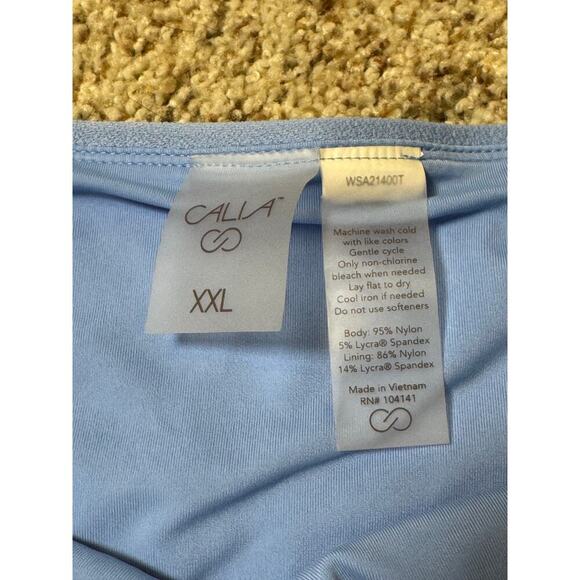 CALIA™
XXL
WSA21400T
Machine wash cold
with like colors
Gentle cycle
Only non-chlorine
bleach when needed
Lay flat to dry
Cool iron if needed
Do not use softeners
Body: 95% Nylon
5% Lycra® Spandex
Lining: 86% Nylon
14% Lycra® Spandex
Made in Vietnam
RN# 104141